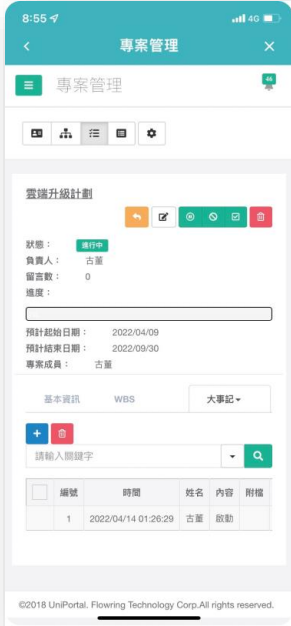 8:55
4G
專案管理
專案管理
44
雲端升級計劃
狀態： 進行中
負責人： 古董
留言數： 0
進度：
預計起始日期： 2022/04/09
預計結束日期： 2022/09/30
專案成員： 古董
基本資訊 WBS 大事記
請輸入關鍵字
編號 時間 姓名 內容 附檔
1 2022/04/14 01:26:29 古董 啟動
©2018 UniPortal. Flowring Technology Corp.All rights reserved.